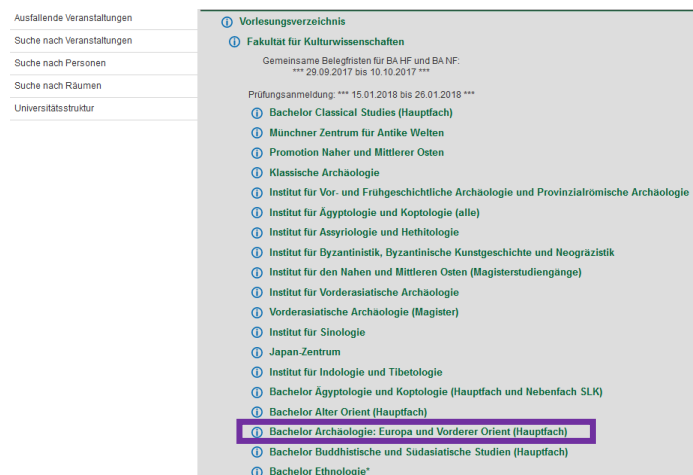 Ausfallende Veranstaltungen
Suche nach Veranstaltungen
Suche nach Personen
Suche nach Räumen
Universitätsstruktur
Vorlesungsverzeichnis
Fakultät für Kulturwissenschaften
Gemeinsame Belegfristen für BA HF und BA NF:
*** 29.09.2017 bis 10.10.2017 ***
Prüfungsanmeldung: *** 15.01.2018 bis 26.01.2018 ***
Bachelor Classical Studies (Hauptfach)
Münchner Zentrum für Antike Welten
Promotion Naher und Mittlerer Osten
Klassische Archäologie
Institut für Vor- und Frühgeschichtliche Archäologie und Provinzialrömische Archäologie
Institut für Ägyptologie und Koptologie (alle)
Institut für Assyriologie und Hethitologie
Institut für Byzantinistik, Byzantinische Kunstgeschichte und Neogräzistik
Institut für den Nahen und Mittleren Osten (Magisterstudiengänge)
Institut für Vorderasiatische Archäologie
Vorderasiatische Archäologie (Magister)
Institut für Sinologie
Japan-Zentrum
Institut für Indologie und Tibetologie
Bachelor Ägyptologie und Koptologie (Hauptfach und Nebenfach SLK)
Bachelor Alter Orient (Hauptfach)
Bachelor Archäologie: Europa und Vorderer Orient (Hauptfach)
Bachelor Buddhistische und Südasiatische Studien (Hauptfach)
Bachelor Ethnologie*